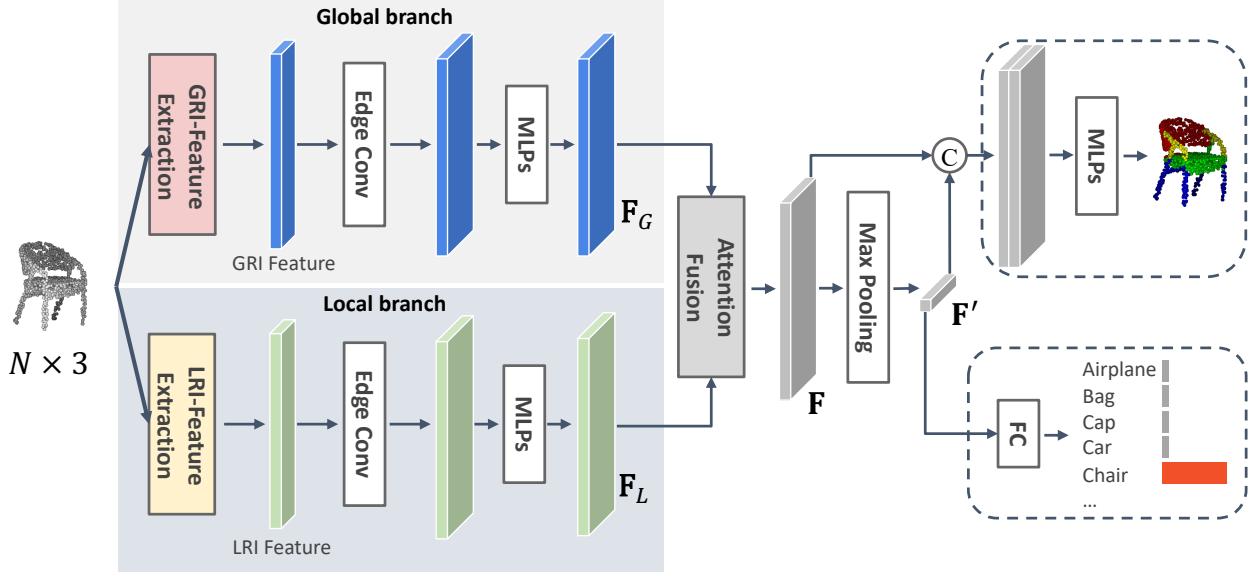 Global branch
GRI-Feature
Extraction
GRI Feature
Edge Conv
MLPs
F_G
N × 3
Local branch
LRI-Feature
Extraction
LRI Feature
Edge Conv
MLPs
F_L
Attention
Fusion
F
Max Pooling
F′
C
MLPs
FC
Airplane
Bag
Cap
Car
Chair
...